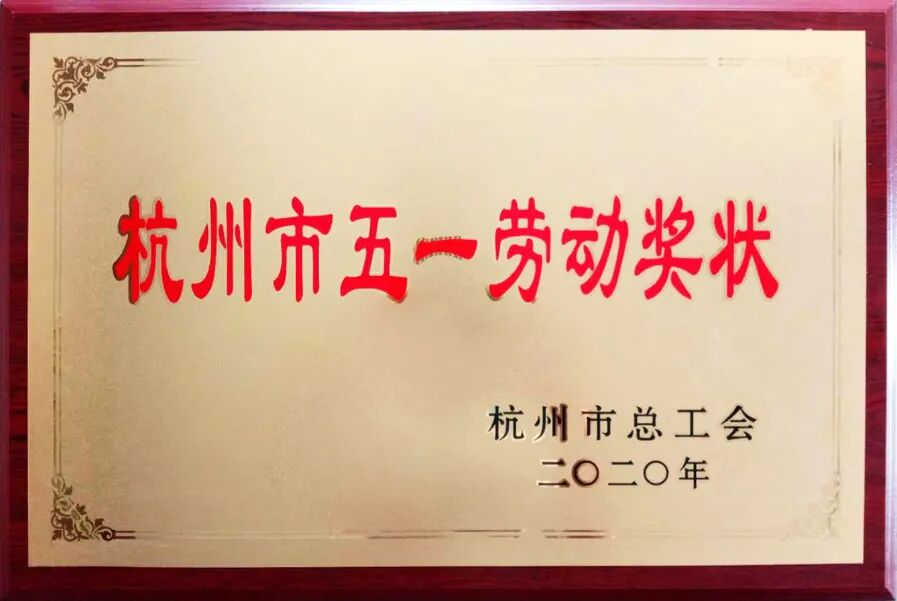 杭州市五一劳动奖状
杭州市总工会
二〇二〇年